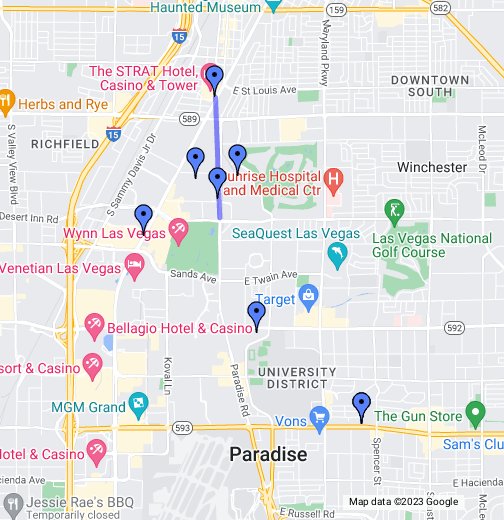 Haunted Museum
159
582
Maryland Pkwy
15
The STRAT Hotel,
Casino & Tower
E St Louis Ave
DOWNTOWN
SOUTH
Herbs and Rye
589
15
S Valley View Blvd
RICHFIELD
S Sammy Davis Jr Dr
McLeod Dr
Winchester
Sunrise Hospital
and Medical Ctr
Desert Inn Rd
Wynn Las Vegas
SeaQuest Las Vegas
Las Vegas National
Golf Course
Venetian Las Vegas
Sands Ave
E Twain Ave
Target
Bellagio Hotel & Casino
592
Resort & Casino
Koval Ln
Paradise Rd
UNIVERSITY
DISTRICT
MGM Grand
Vons
The Gun Store
593
Sam's Clu
Hotel & Casino
Paradise
Spencer St
cienda Ave
E Hacienda
Jessie Rae's BBQ
Temporarily closed
E Russell Rd
Map data ©2023 Google